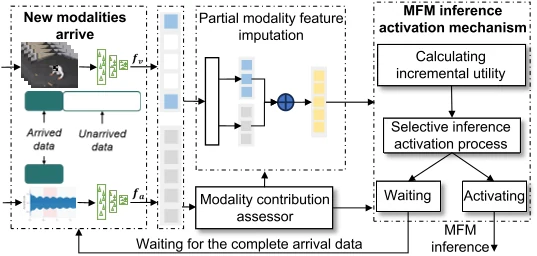 New modalities
arrive
f_v
Arrived
data
Unarrived
data
f_a
Partial modality feature
imputation
Modality contribution
assessor
MFM inference
activation mechanism
Calculating
incremental utility
Selective inference
activation process
Waiting
Activating
MFM
inference
Waiting for the complete arrival data